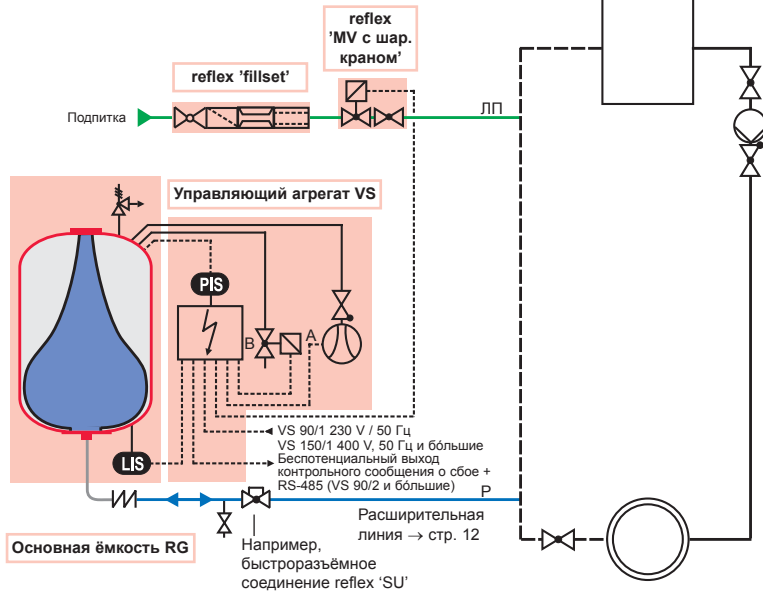 reflex
'MV с шар.
краном'
reflex 'fillset'
Подпитка
ЛП
Управляющий агрегат VS
PIS
B
A
LIS
VS 90/1 230 V / 50 Гц
VS 150/1 400 V, 50 Гц и бóльшие
Беспотенциальный выход
контрольного сообщения о сбое +
RS-485 (VS 90/2 и бóльшие)
P
Расширительная
линия → стр. 12
Основная ёмкость RG
Например,
быстроразъёмное
соединение reflex 'SU'